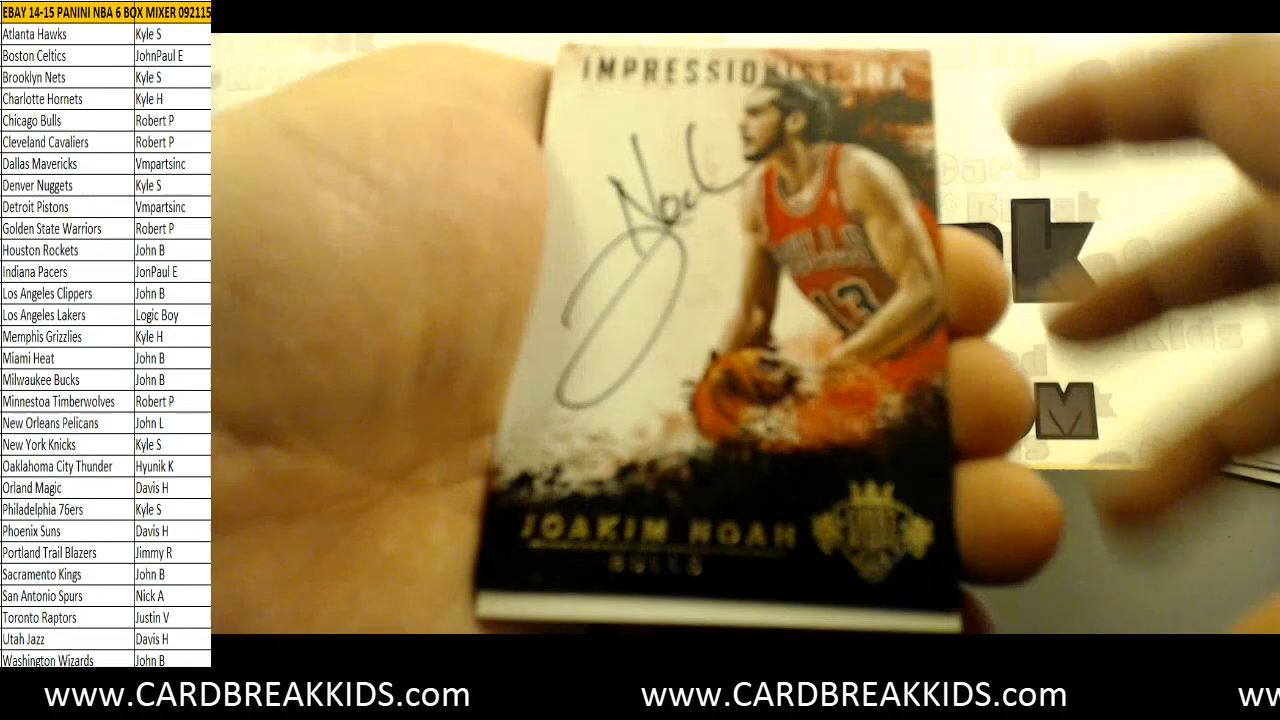 EBAY 14-15 PANINI NBA 6 BOX MIXER 092115
Atlanta Hawks Kyle S
Boston Celtics JohnPaul E
Brooklyn Nets Kyle S
Charlotte Hornets Kyle H
Chicago Bulls Robert P
Cleveland Cavaliers Robert P
Dallas Mavericks Vmpartsinc
Denver Nuggets Kyle S
Detroit Pistons Vmpartsinc
Golden State Warriors Robert P
Houston Rockets John B
Indiana Pacers JonPaul E
Los Angeles Clippers John B
Los Angeles Lakers Logic Boy
Memphis Grizzlies Kyle H
Miami Heat John B
Milwaukee Bucks John B
Minnestoa Timberwolves Robert P
New Orleans Pelicans John L
New York Knicks Kyle S
Oaklahoma City Thunder Hyunik K
Orland Magic Davis H
Philadelphia 76ers Kyle S
Phoenix Suns Davis H
Portland Trail Blazers Jimmy R
Sacramento Kings John B
San Antonio Spurs Nick A
Toronto Raptors Justin V
Utah Jazz Davis H
Washington Wizards John B
IMPRESSIONIST INK
Noah
BULLS
13
JOAKIM NOAH
BULLS
www.CARDBREAKKIDS.com www.CARDBREAKKIDS.com ww